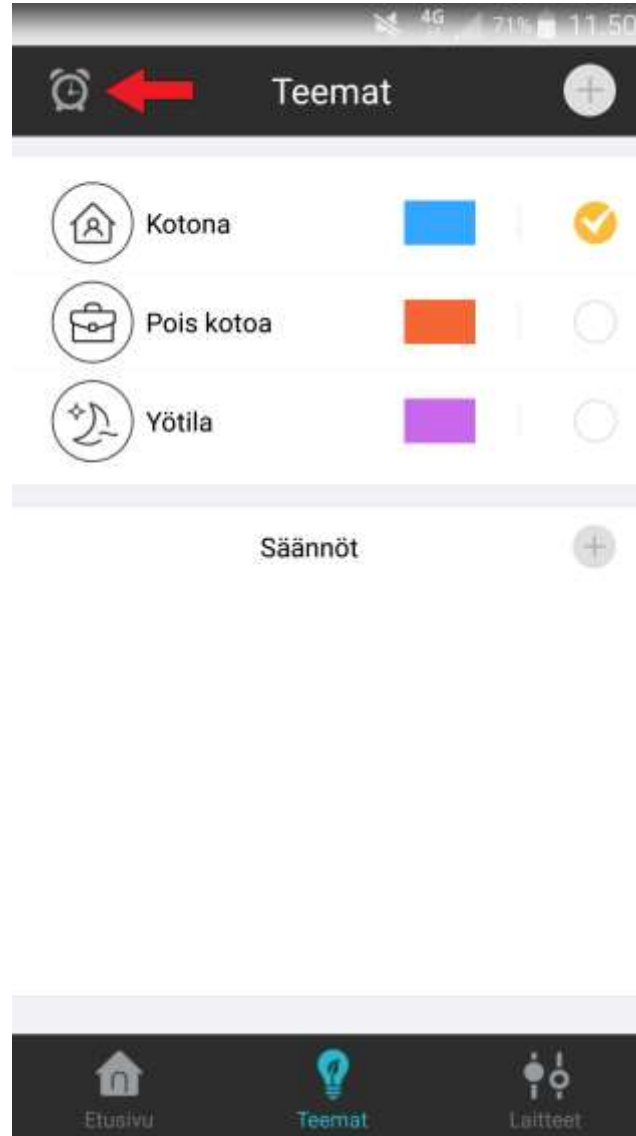 4G 71% 11.50
Teemat
Kotona
Pois kotoa
Yötila
Säännöt
Etusivu Teemat Laitteet